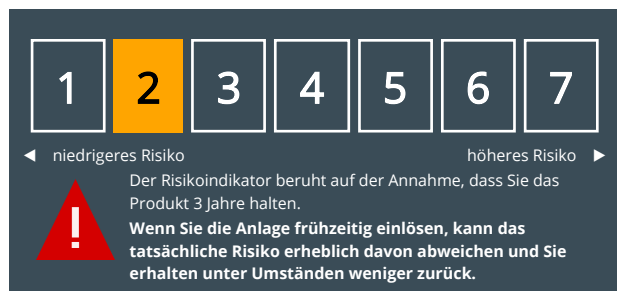 1 2 3 4 5 6 7
niedrigeres Risiko höheres Risiko
Der Risikoindikator beruht auf der Annahme, dass Sie das
Produkt 3 Jahre halten.
Wenn Sie die Anlage frühzeitig einlösen, kann das
tatsächliche Risiko erheblich davon abweichen und Sie
erhalten unter Umständen weniger zurück.
!